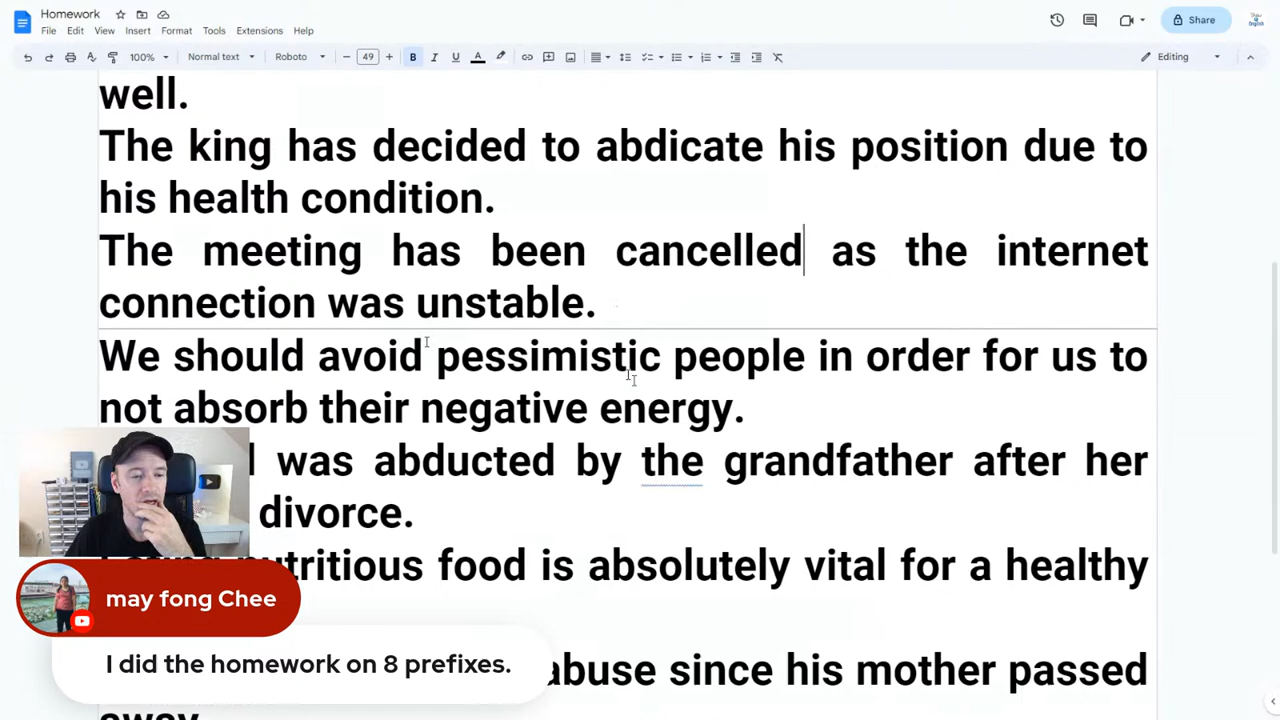 Homework
File Edit View Insert Format Tools Extensions Help
Share
100% Normal text Roboto 49 B I U A Editing
well.
The king has decided to abdicate his position due to
his health condition.
The meeting has been cancelled as the internet
connection was unstable.
We should avoid pessimistic people in order for us to
not absorb their negative energy.
was abducted by the grandfather after her
divorce.
nutritious food is absolutely vital for a healthy
may fong Chee
I did the homework on 8 prefixes.
abuse since his mother passed
away.